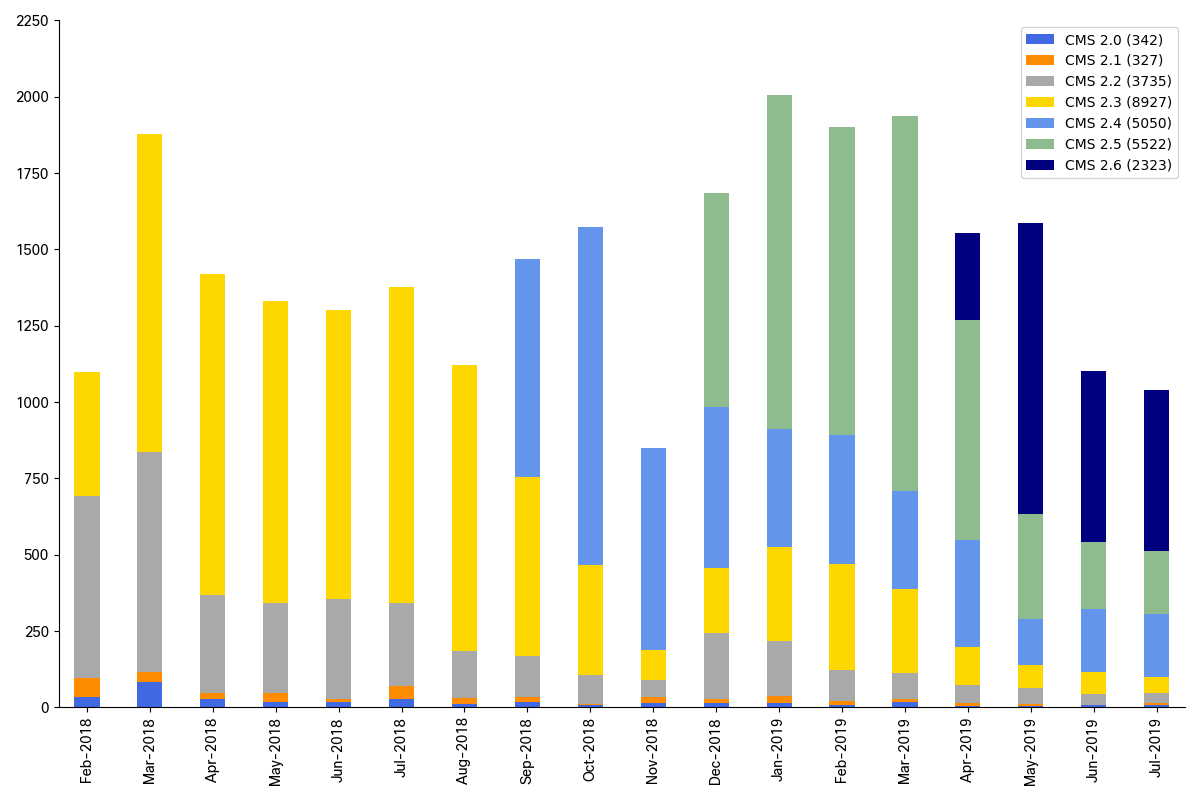 2250
2000
1750
1500
1250
1000
750
500
250
0
CMS 2.0 (342)
CMS 2.1 (327)
CMS 2.2 (3735)
CMS 2.3 (8927)
CMS 2.4 (5050)
CMS 2.5 (5522)
CMS 2.6 (2323)
Feb-2018
Mar-2018
Apr-2018
May-2018
Jun-2018
Jul-2018
Aug-2018
Sep-2018
Oct-2018
Nov-2018
Dec-2018
Jan-2019
Feb-2019
Mar-2019
Apr-2019
May-2019
Jun-2019
Jul-2019